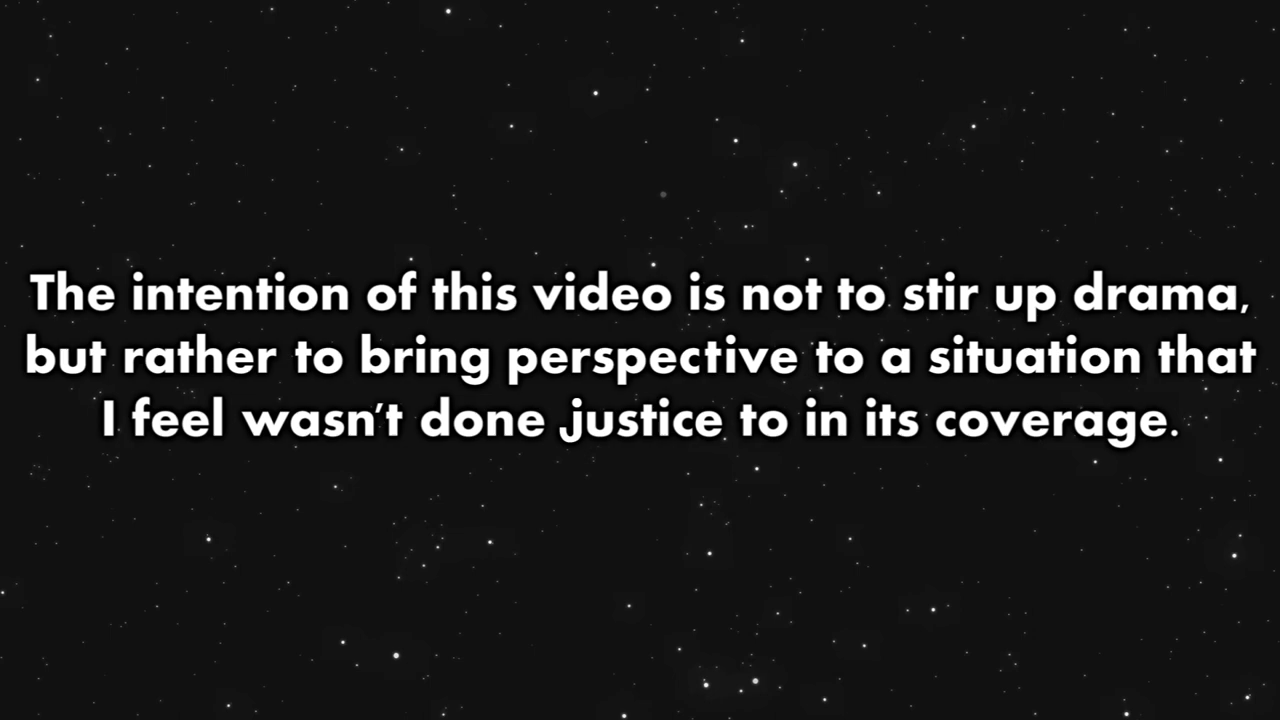 The intention of this video is not to stir up drama,
but rather to bring perspective to a situation that
I feel wasn't done justice to in its coverage.